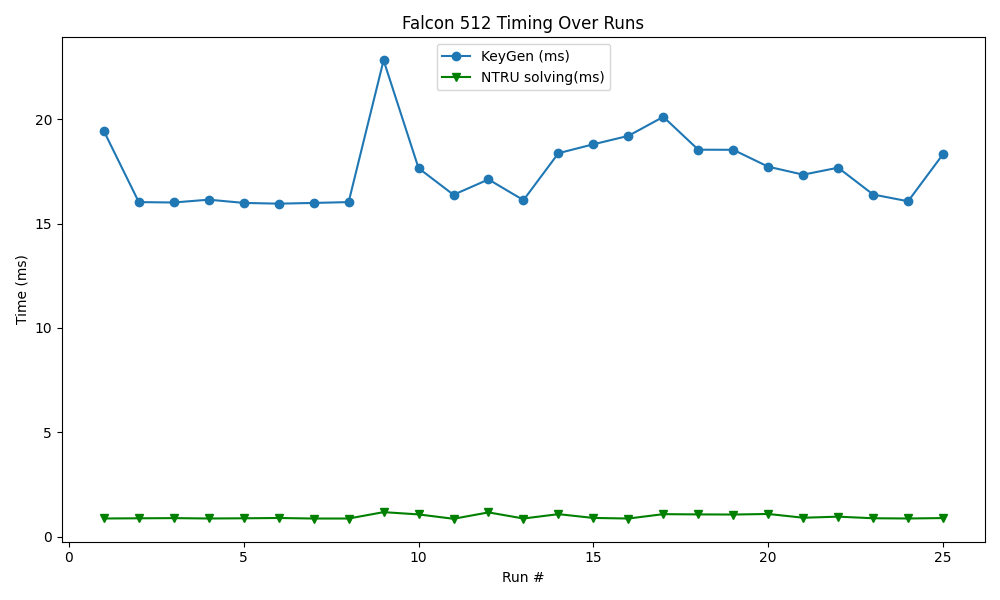 Falcon 512 Timing Over Runs
KeyGen (ms)
NTRU solving(ms)
Time (ms)
20
15
10
5
0
0 5 10 15 20 25
Run #